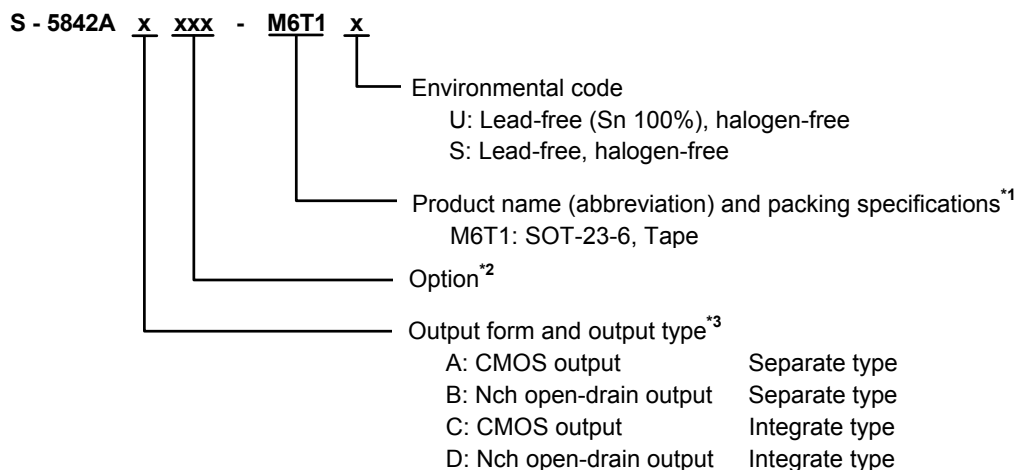 S - 5842A x xxx - M6T1 x
Environmental code
U: Lead-free (Sn 100%), halogen-free
S: Lead-free, halogen-free
Product name (abbreviation) and packing specifications*1
M6T1: SOT-23-6, Tape
Option*2
Output form and output type*3
A: CMOS output Separate type
B: Nch open-drain output Separate type
C: CMOS output Integrate type
D: Nch open-drain output Integrate type